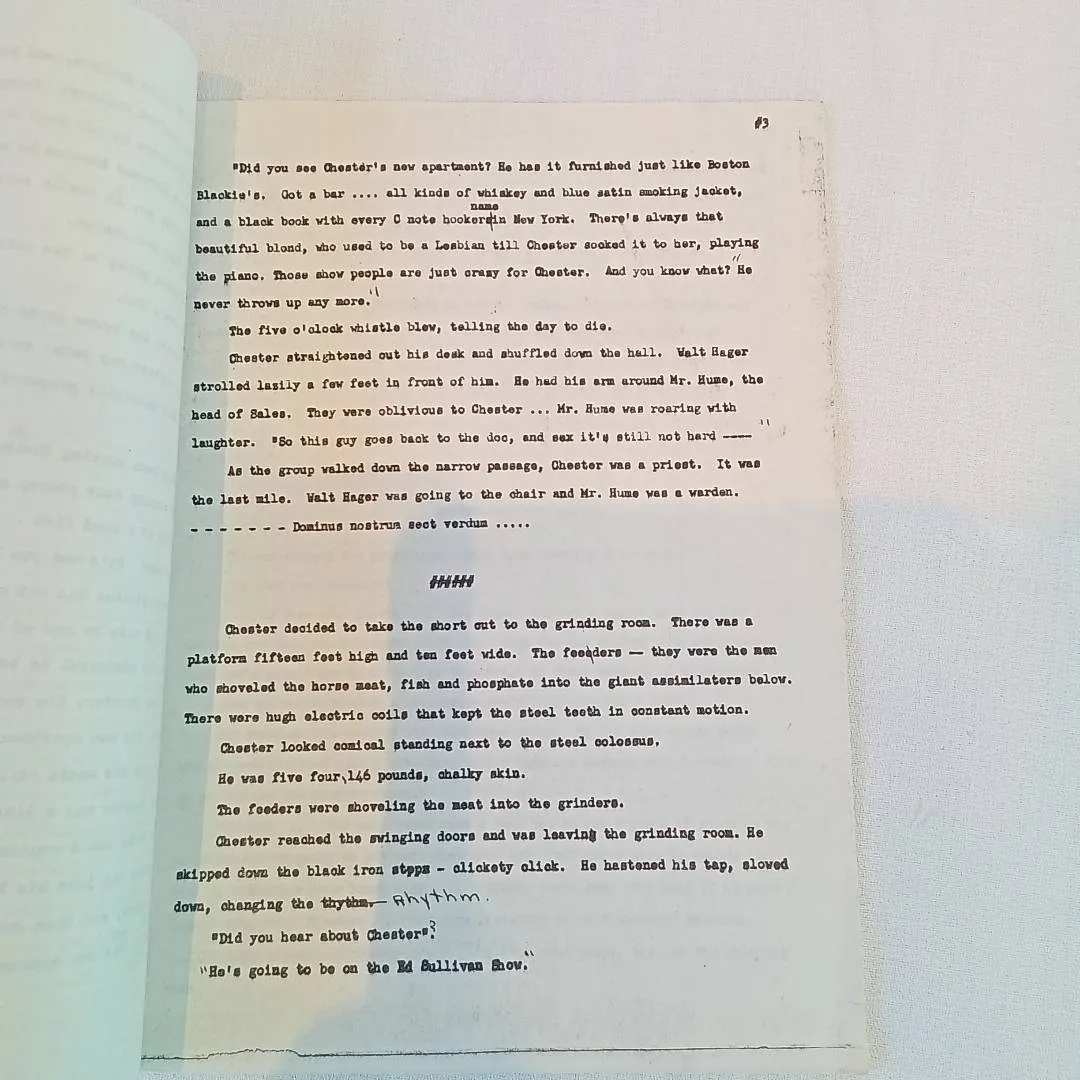 #3
"Did you see Chester's new apartment? He has it furnished just like Boston
Blackie's. Got a bar .... all kinds of whiskey and blue satin smoking jacket,
name
and a black book with every C note hookers in New York. There's always that
beautiful blond, who used to be a Lesbian till Chester socked it to her, playing
the piano. Those show people are just crazy for Chester. And you know what? "He
never throws up any more."
The five o'clock whistle blew, telling the day to die.
Chester straightened out his desk and shuffled down the hall. Walt Hager
strolled lasily a few feet in front of him. He had his arm around Mr. Hume, the
head of Sales. They were oblivious to Chester ... Mr. Hume was roaring with
laughter. "So this guy goes back to the doc, and sex it's still not hard ----"
As the group walked down the narrow passage, Chester was a priest. It was
the last mile. Walt Hager was going to the chair and Mr. Hume was a warden.
- - - - - - - Dominus nostrum sect verdum .....
#####
Chester decided to take the short cut to the grinding room. There was a
platform fifteen feet high and ten feet wide. The feeders -- they were the men
who shoveled the horse meat, fish and phosphate into the giant assimilaters below.
There were hugh electric coils that kept the steel teeth in constant motion.
Chester looked comical standing next to the steel colossus.
He was five four, 146 pounds, chalky skin.
The feeders were shoveling the meat into the grinders.
Chester reached the swinging doors and was leaving the grinding room. He
skipped down the black iron steps - clickety click. He hastened his tap, slowed
down, changing the thythm. Rhythm.
"Did you hear about Chester"?
"He's going to be on the Ed Sullivan Show."